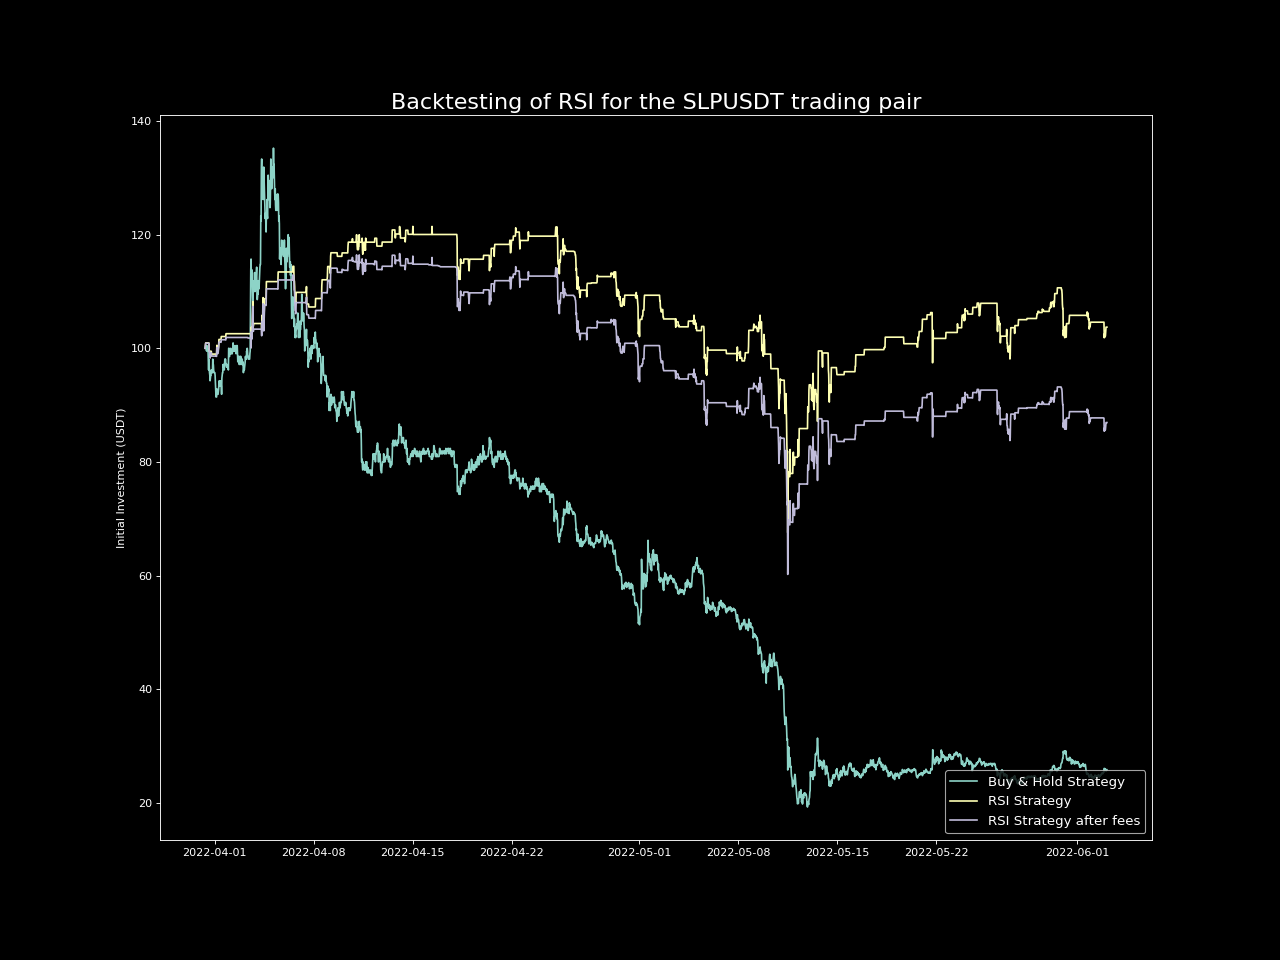 Backtesting of RSI for the SLPUSDT trading pair
Initial Investment (USDT)
140
120
100
80
60
40
20
2022-04-01 2022-04-08 2022-04-15 2022-04-22 2022-05-01 2022-05-08 2022-05-15 2022-05-22 2022-06-01
Buy & Hold Strategy
RSI Strategy
RSI Strategy after fees